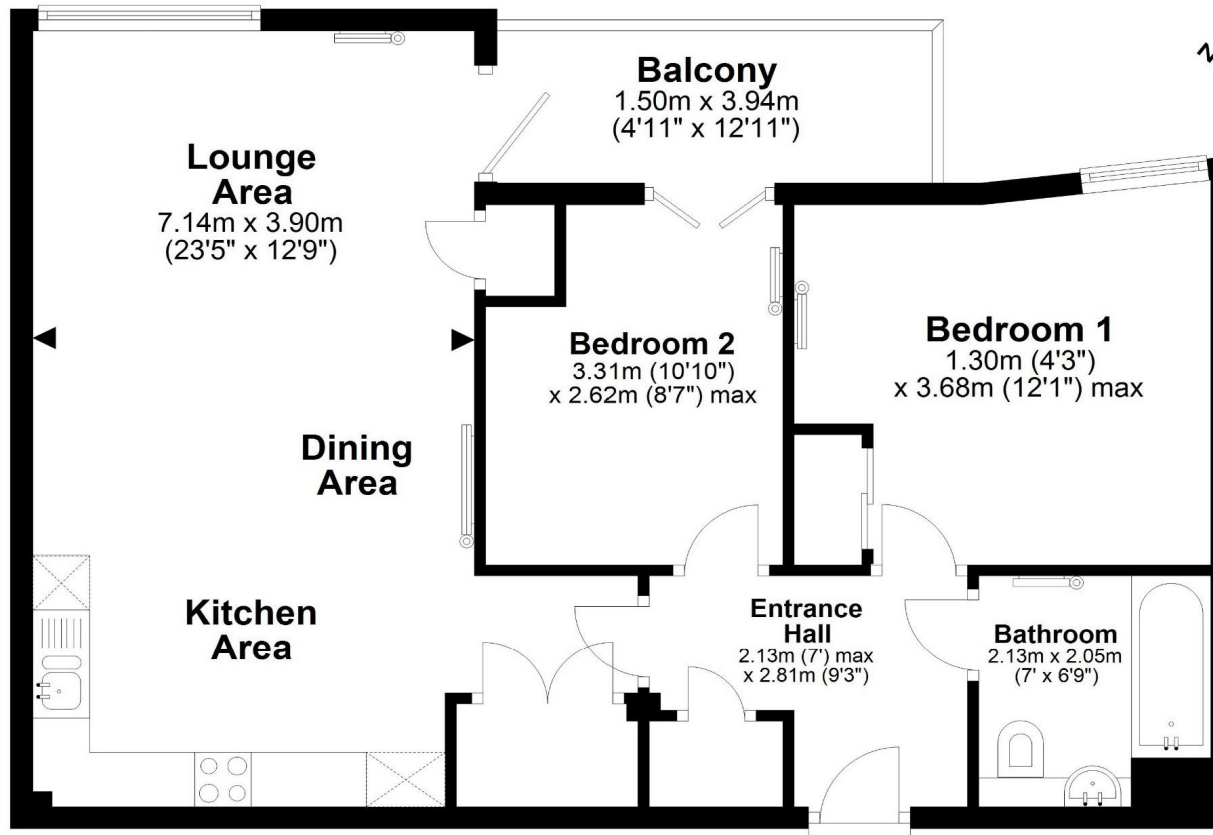 Balcony
1.50m x 3.94m
(4'11" x 12'11")
Lounge
Area
7.14m x 3.90m
(23'5" x 12'9")
Bedroom 2
3.31m (10'10")
x 2.62m (8'7") max
Bedroom 1
1.30m (4'3")
x 3.68m (12'1") max
Dining
Area
Kitchen
Area
Entrance
Hall
2.13m (7') max
x 2.81m (9'3")
Bathroom
2.13m x 2.05m
(7' x 6'9")